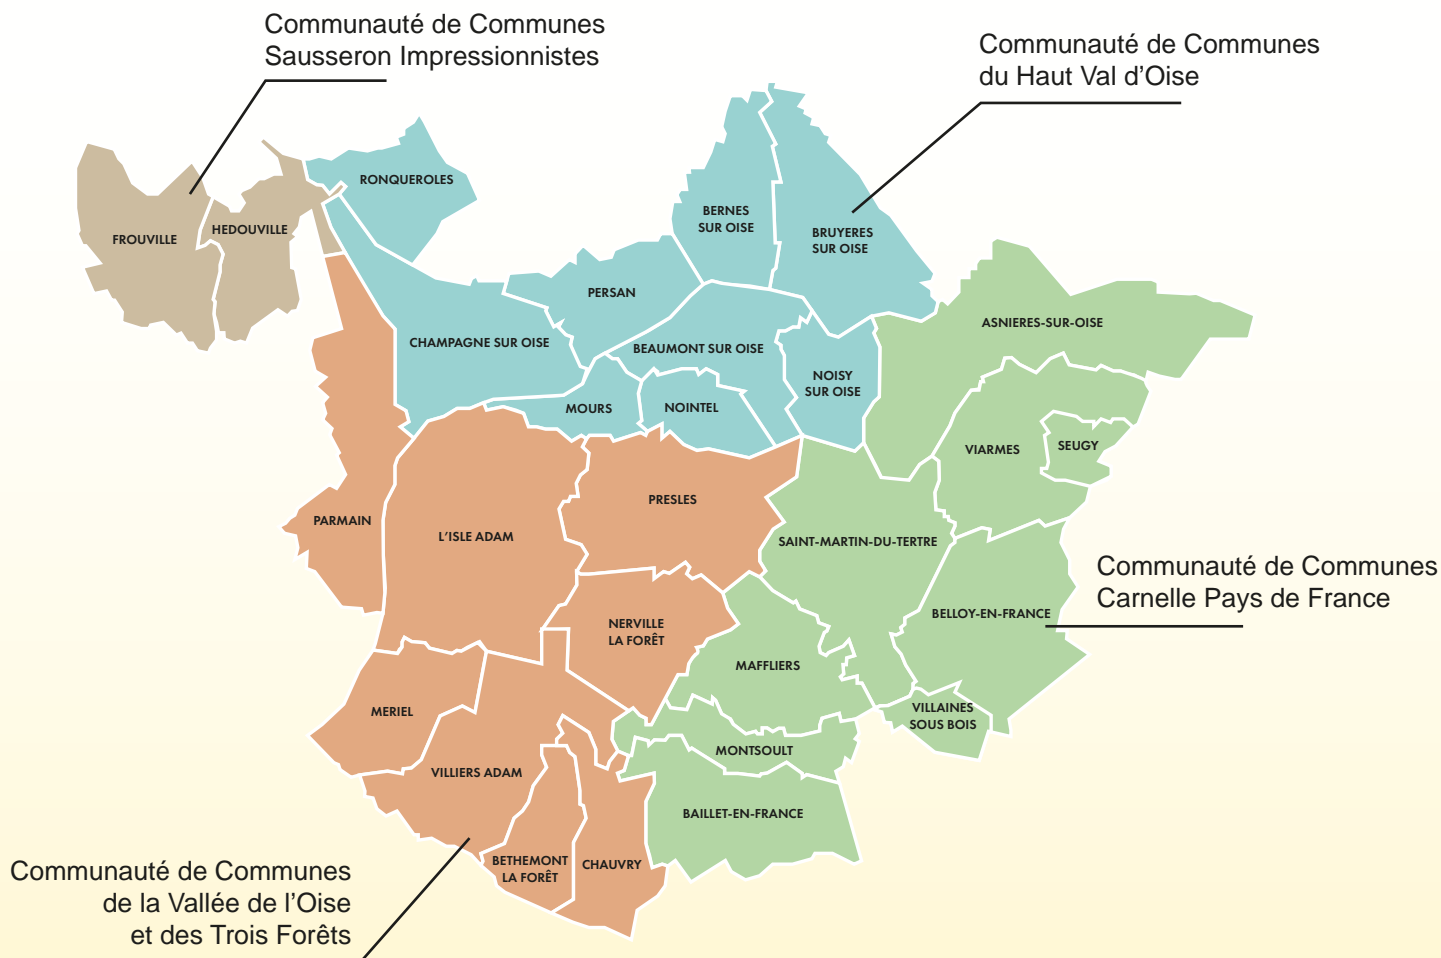 Communauté de Communes
Sausseron Impressionnistes
Communauté de Communes
du Haut Val d'Oise
RONQUEROLES
FROUVILLE
HEDOUVILLE
BERNES
SUR OISE
BRUYERES
SUR OISE
PERSAN
CHAMPAGNE SUR OISE
BEAUMONT SUR OISE
NOISY
SUR OISE
MOURS
NOINTEL
ASNIERES-SUR-OISE
VIARMES
SEUGY
PARMAIN
L'ISLE ADAM
PRESLES
SAINT-MARTIN-DU-TERTRE
Communauté de Communes
Carnelle Pays de France
BELLOY-EN-FRANCE
NERVILLE
LA FORÊT
MAFFLIERS
MERIEL
VILLAINES
SOUS BOIS
MONTSOULT
VILLIERS ADAM
BAILLET-EN-FRANCE
BETHEMONT
LA FORÊT
CHAUVRY
Communauté de Communes
de la Vallée de l'Oise
et des Trois Forêts